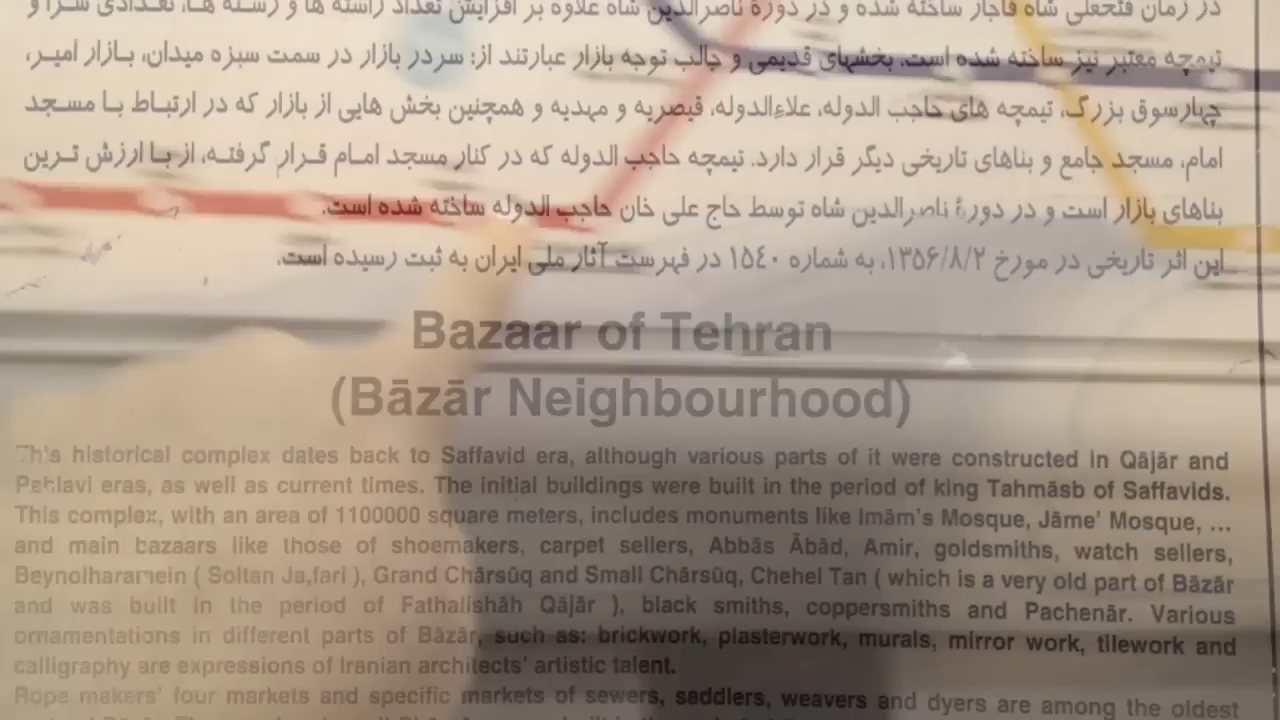 در زمان فتحعلی شاه قاجار ساخته شده و در دورهٔ ناصرالدین شاه علاوه بر افزایش تعداد راسته ها و رسته ها، تعدادی سرا و
تیمچه معتبر نیز ساخته شده است. بخشهای قدیمی و جالب توجه بازار عبارتند از: سردر بازار در سمت سبزه میدان، بازار امیر،
چهارسوق بزرگ، تیمچه های حاجب الدوله، علاءالدوله، قیصریه و مهدیه و همچنین بخش هایی از بازار که در ارتباط با مسجد
امام، مسجد جامع و بناهای تاریخی دیگر قرار دارد. تیمچه حاجب الدوله که در کنار مسجد امام قرار گرفته، از با ارزش ترین
بناهای بازار است و در دورهٔ ناصرالدین شاه توسط حاج علی خان حاجب الدوله ساخته شده است.
این اثر تاریخی در مورخ ۱۳۵۶/۸/۲، به شماره ۱۵٤۰ در فهرست آثار ملی ایران به ثبت رسیده است.
Bazaar of Tehran
(Bāzār Neighbourhood)
This historical complex dates back to Saffavid era, although various parts of it were constructed in Qājār and
Pahlavi eras, as well as current times. The initial buildings were built in the period of king Tahmāsb of Saffavids.
This complex, with an area of 1100000 square meters, includes monuments like Imām's Mosque, Jāme' Mosque, ...
and main bazaars like those of shoemakers, carpet sellers, Abbās Ābād, Amir, goldsmiths, watch sellers,
Beynolharamein ( Soltan Ja,fari ), Grand Chārsūq and Small Chārsūq, Chehel Tan ( which is a very old part of Bāzār
and was built in the period of Fathalishāh Qājār ), black smiths, coppersmiths and Pachenār. Various
ornamentations in different parts of Bāzār, such as: brickwork, plasterwork, murals, mirror work, tilework and
calligraphy are expressions of Iranian architects' artistic talent.
Rope makers' four markets and specific markets of sewers, saddlers, weavers and dyers are among the oldest